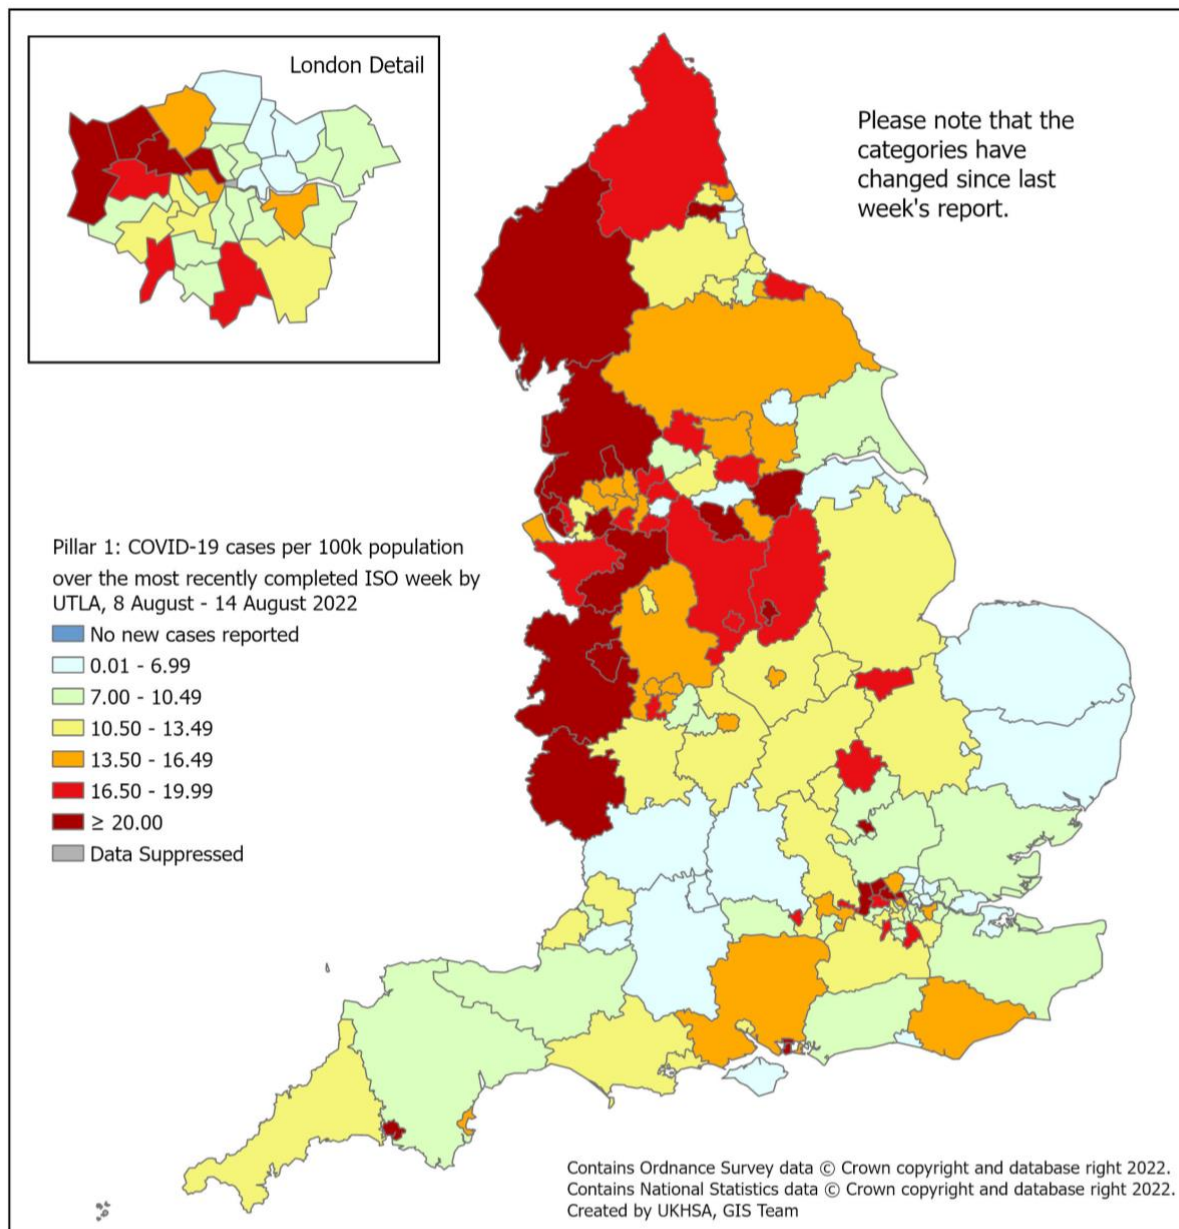 London Detail
Please note that the
categories have
changed since last
week's report.
Pillar 1: COVID-19 cases per 100k population
over the most recently completed ISO week by
UTLA, 8 August - 14 August 2022
No new cases reported
0.01 - 6.99
7.00 - 10.49
10.50 - 13.49
13.50 - 16.49
16.50 - 19.99
≥ 20.00
Data Suppressed
Contains Ordnance Survey data © Crown copyright and database right 2022.
Contains National Statistics data © Crown copyright and database right 2022.
Created by UKHSA, GIS Team